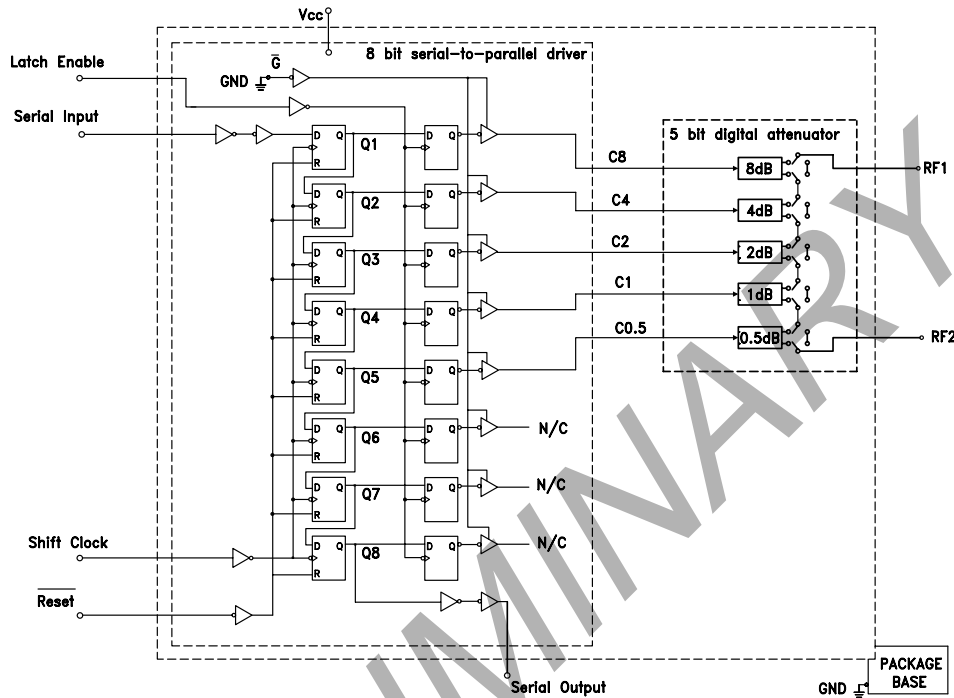 Vcc
8 bit serial-to-parallel driver
Latch Enable
G
GND
Serial Input
D Q
R
Q1
D Q
C8
5 bit digital attenuator
8dB
RF1
D Q
R
Q2
D Q
C4
4dB
D Q
R
Q3
D Q
C2
2dB
D Q
R
Q4
D Q
C1
1dB
D Q
R
Q5
D Q
C0.5
0.5dB
RF2
D Q
R
Q6
D Q
N/C
D Q
R
Q7
D Q
N/C
Shift Clock
D Q
R
Q8
D Q
N/C
Reset
Serial Output
GND
PACKAGE
BASE
IMINARY